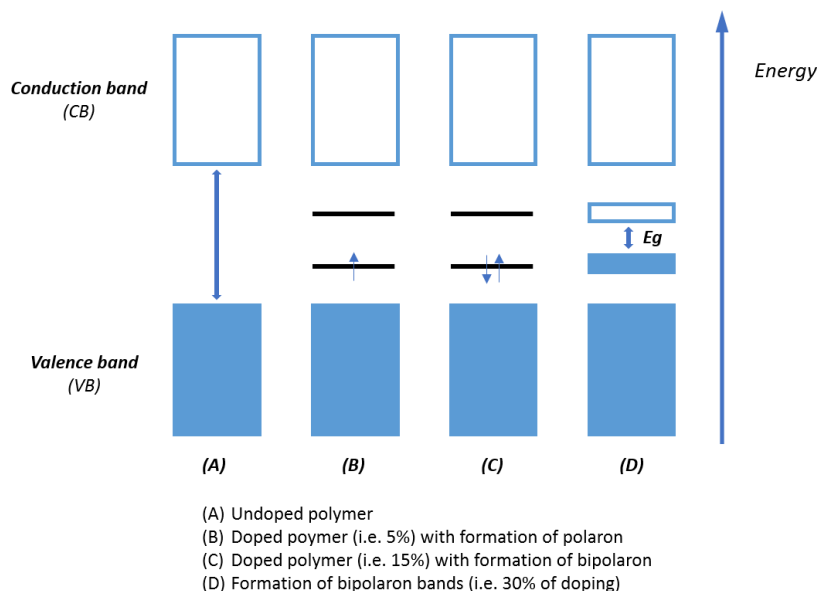 Conduction band
(CB)
Energy
Eg
Valence band
(VB)
(A)
(B)
(C)
(D)
(A) Undoped polymer
(B) Doped poymer (i.e. 5%) with formation of polaron
(C) Doped polymer (i.e. 15%) with formation of bipolaron
(D) Formation of bipolaron bands (i.e. 30% of doping)